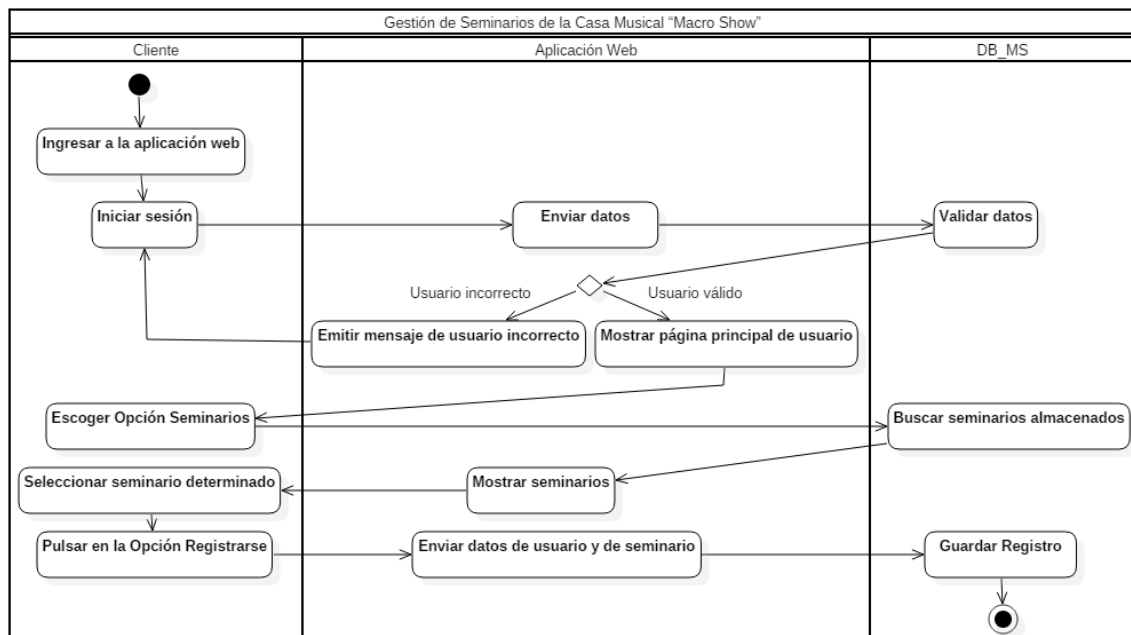 Gestión de Seminarios de la Casa Musical “Macro Show”
Cliente
Aplicación Web
DB_MS
Ingresar a la aplicación web
Iniciar sesión
Enviar datos
Validar datos
Usuario incorrecto
Usuario válido
Emitir mensaje de usuario incorrecto
Mostrar página principal de usuario
Escoger Opción Seminarios
Buscar seminarios almacenados
Seleccionar seminario determinado
Mostrar seminarios
Pulsar en la Opción Registrarse
Enviar datos de usuario y de seminario
Guardar Registro